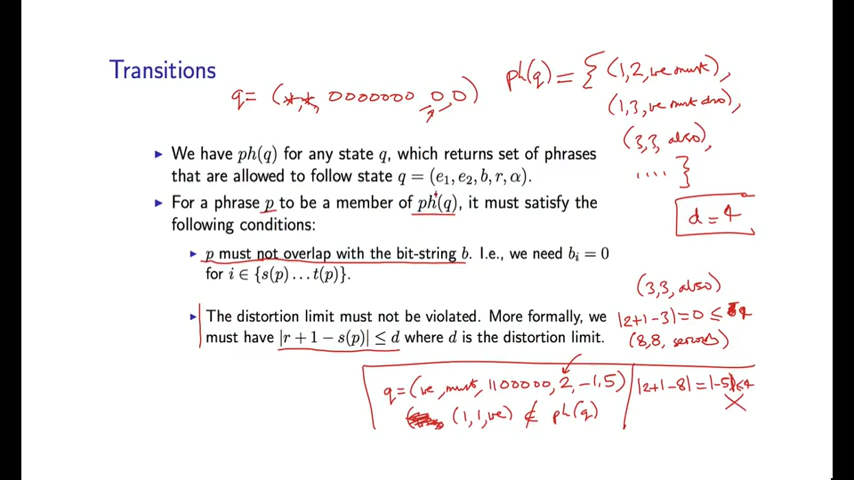 Transitions
q = (*, *, 0000000, 0, 0)
ph(q) = { (1, 2, we must),
(1, 3, we must also),
(3, 3, also),
.... }
d = 4
▶ We have ph(q) for any state q, which returns set of phrases
that are allowed to follow state q = (e₁, e₂, b, r, α).
▶ For a phrase p to be a member of ph(q), it must satisfy the
following conditions:
▶ p must not overlap with the bit-string b. I.e., we need bᵢ = 0
for i ∈ {s(p) . . . t(p)}.
▶ The distortion limit must not be violated. More formally, we
must have |r + 1 − s(p)| ≤ d where d is the distortion limit.
(3, 3, also)
|2+1-3| = 0 ≤ 4
(8, 8, seriously)
q = (we, must, 1100000, 2, -1.5)
(1, 1, we) ∉ ph(q)
|2+1-8| = |-5| ≤ 4